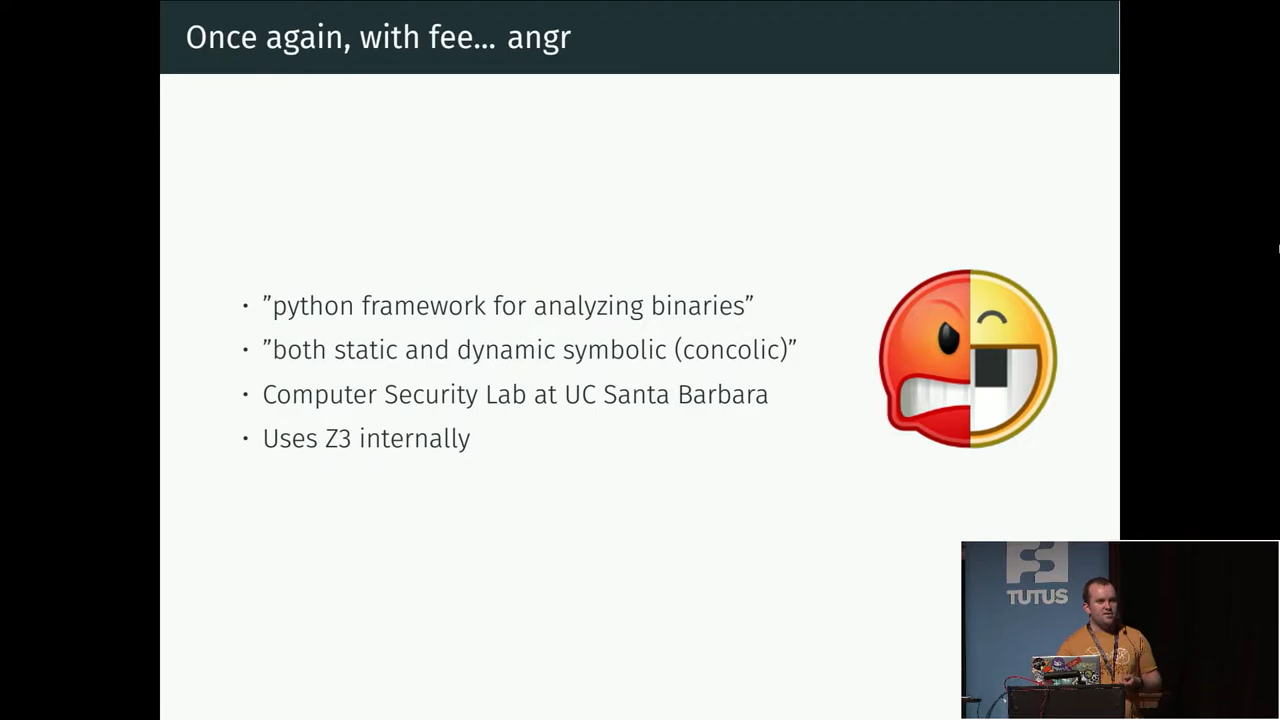 Once again, with fee... angr
• ”python framework for analyzing binaries”
• ”both static and dynamic symbolic (concolic)”
• Computer Security Lab at UC Santa Barbara
• Uses Z3 internally
TUTUS